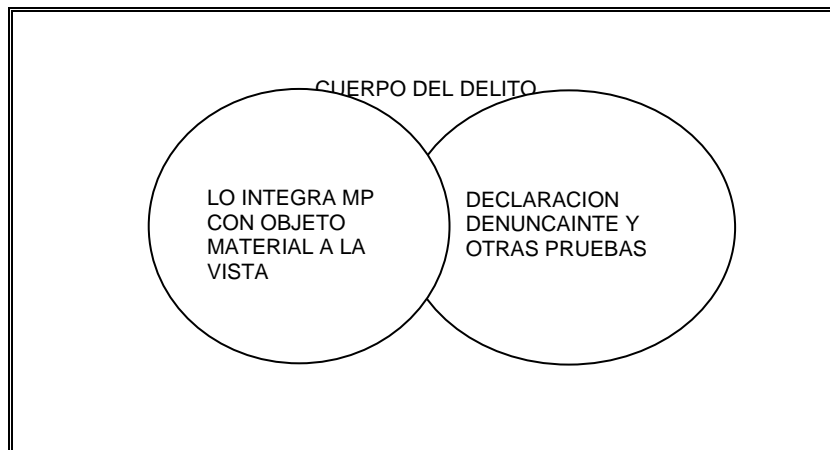 CUERPO DEL DELITO
LO INTEGRA MP
CON OBJETO
MATERIAL A LA
VISTA
DECLARACION
DENUNCAINTE Y
OTRAS PRUEBAS